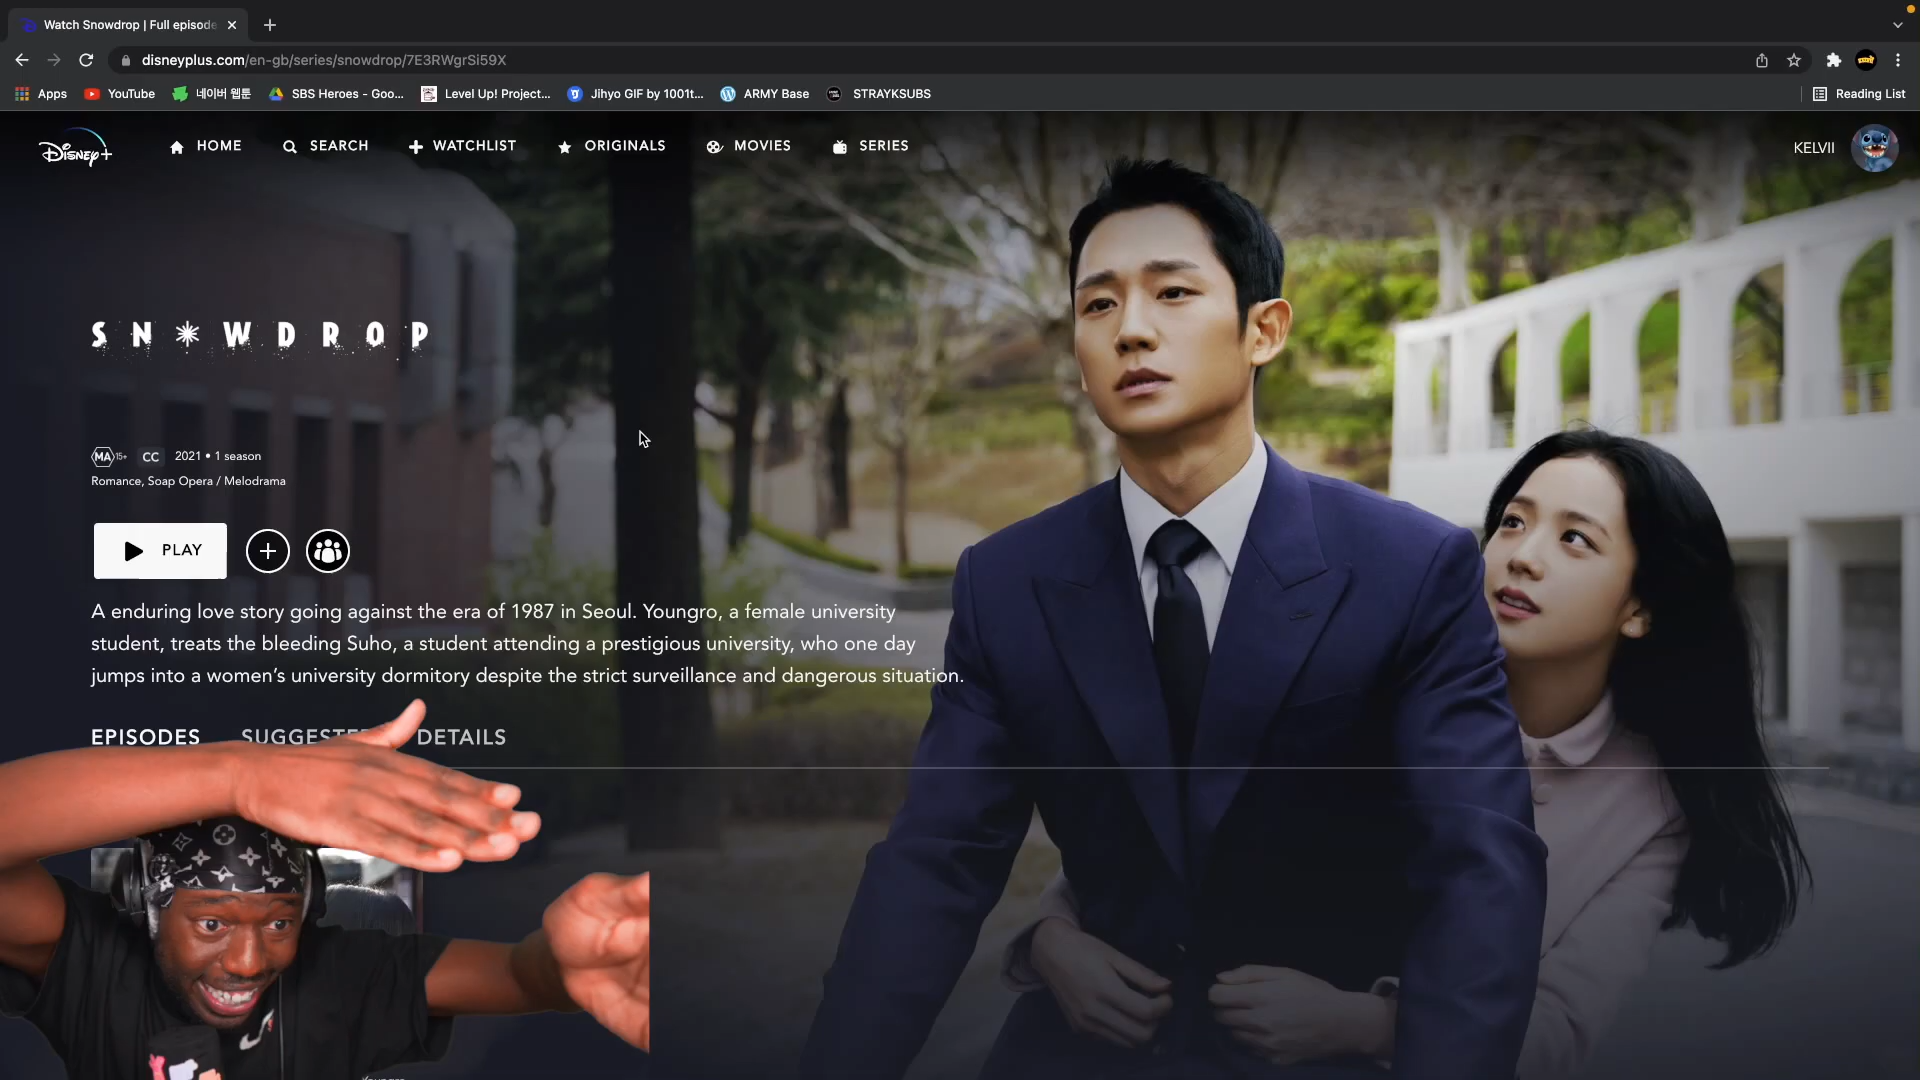 Watch Snowdrop | Full episode
disneyplus.com/en-gb/series/snowdrop/7E3RWgrSi59X
Apps YouTube 네이버 웹툰 SBS Heroes - Goo... Level Up! Project... Jihyo GIF by 1001t... ARMY Base STRAYKSUBS Reading List
Disney+ HOME SEARCH WATCHLIST ORIGINALS MOVIES SERIES KELVII
SNOWDROP
MA 15+ CC 2021 • 1 season
Romance, Soap Opera / Melodrama
PLAY
A enduring love story going against the era of 1987 in Seoul. Youngro, a female university
student, treats the bleeding Suho, a student attending a prestigious university, who one day
jumps into a women's university dormitory despite the strict surveillance and dangerous situation.
EPISODES SUGGESTED DETAILS